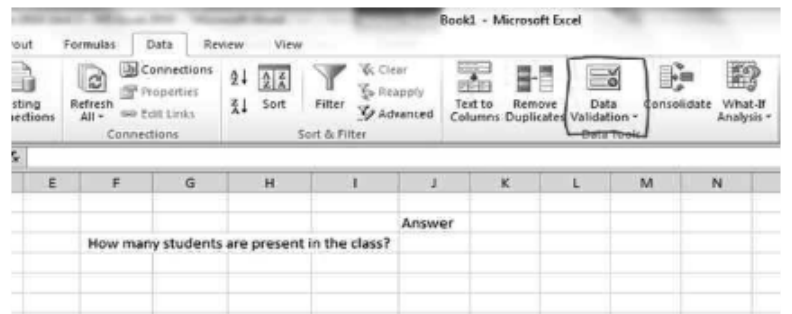 Book1 - Microsoft Excel
out Formulas Data Review View
Connections
Properties
Edit Links
Refresh All
Connections
Sort
Filter
Clear
Reapply
Advanced
Sort & Filter
Text to Columns
Remove Duplicates
Data Validation
Consolidate
What-If Analysis
Data Tools
E F G H I J K L M N
Answer
How many students are present in the class?